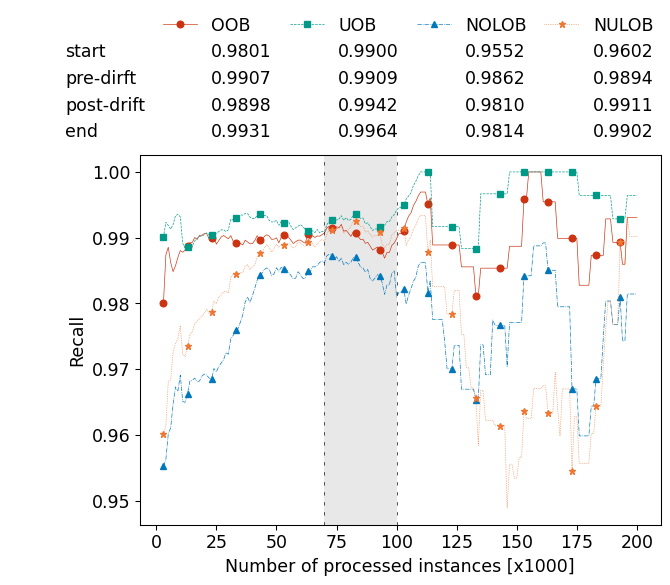 OOB UOB NOLOB NULOB
start 0.9801 0.9900 0.9552 0.9602
pre-dirft 0.9907 0.9909 0.9862 0.9894
post-drift 0.9898 0.9942 0.9810 0.9911
end 0.9931 0.9964 0.9814 0.9902
1.00
0.99
0.98
0.97
0.96
0.95
Recall
0 25 50 75 100 125 150 175 200
Number of processed instances [x1000]